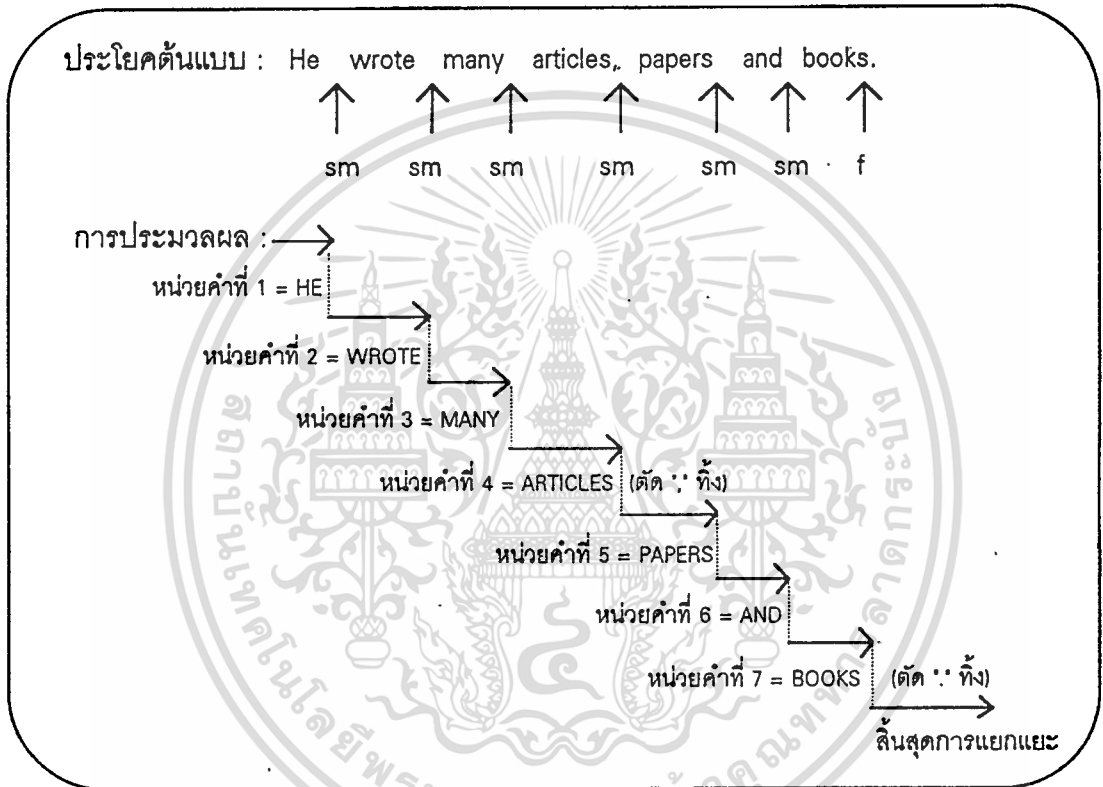 ประโยคต้นแบบ : He wrote many articles, papers and books.
sm sm sm sm sm sm f
การประมวลผล :
หน่วยคำที่ 1 = HE
หน่วยคำที่ 2 = WROTE
หน่วยคำที่ 3 = MANY
หน่วยคำที่ 4 = ARTICLES (ตัด ',' ทิ้ง)
หน่วยคำที่ 5 = PAPERS
หน่วยคำที่ 6 = AND
หน่วยคำที่ 7 = BOOKS (ตัด '.' ทิ้ง)
สิ้นสุดการแยกแยะ